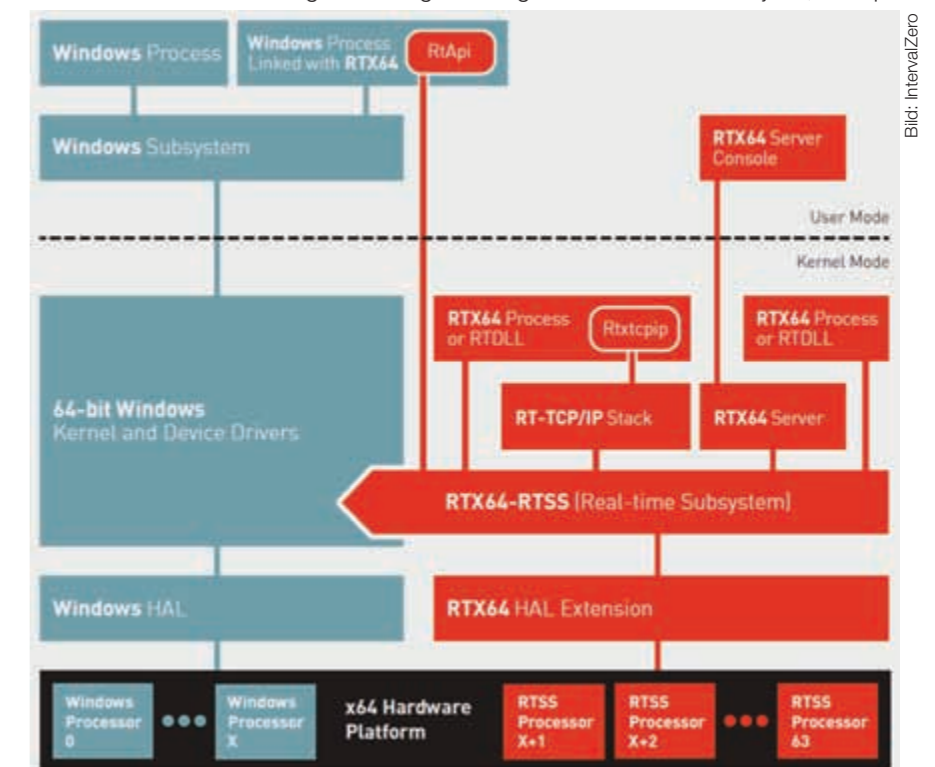 Windows Process
Windows Process
Linked with RTX64
RtApi
Windows Subsystem
RTX64 Server
Console
User Mode
Kernel Mode
RTX64 Process
or RTDLL
Rtxtcpip
RTX64 Process
or RTDLL
64-bit Windows
Kernel and Device Drivers
RT-TCP/IP Stack
RTX64 Server
RTX64-RTSS (Real-time Subsystem)
Windows HAL
RTX64 HAL Extension
Windows
Processor
0
Windows
Processor
X
x64 Hardware
Platform
RTSS
Processor
X+1
RTSS
Processor
X+2
RTSS
Processor
63
Bild: IntervalZero